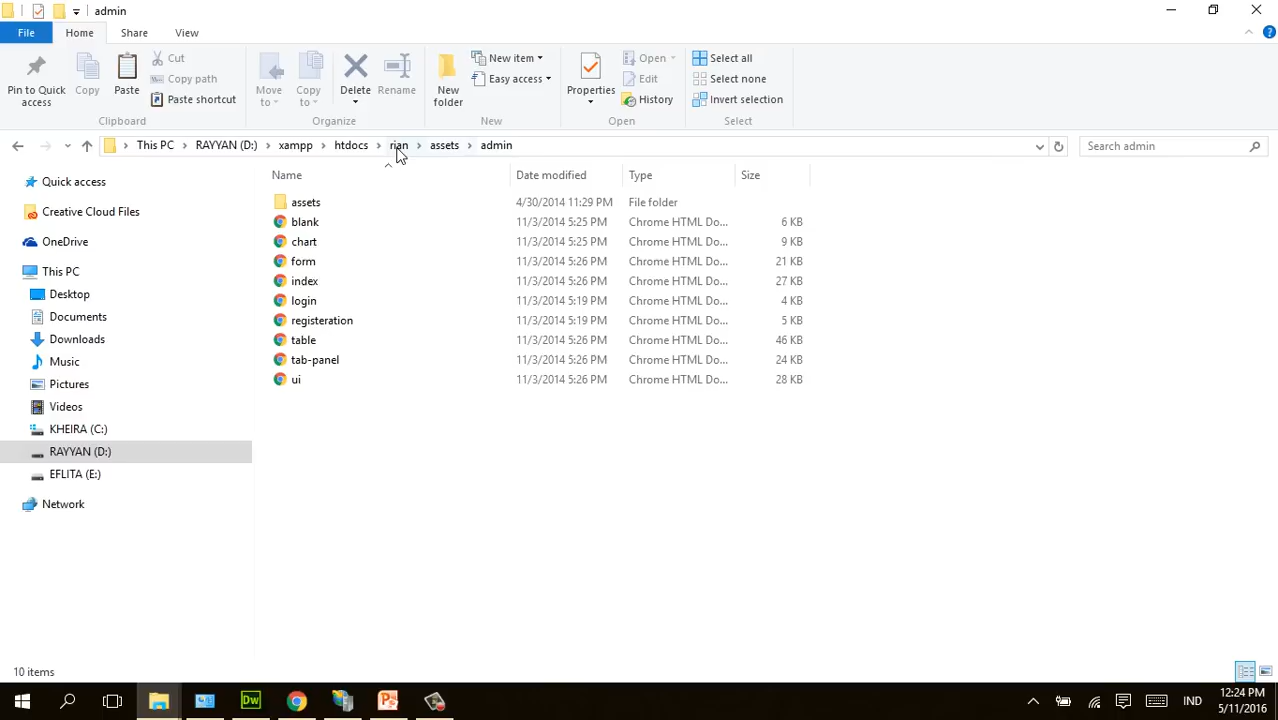 admin
File Home Share View
Pin to Quick access
Copy
Paste
Cut
Copy path
Paste shortcut
Clipboard
Move to
Copy to
Delete
Rename
Organize
New folder
New item
Easy access
New
Properties
Open
Edit
History
Open
Select all
Select none
Invert selection
Select
This PC > RAYYAN (D:) > xampp > htdocs > rian > assets > admin
Search admin
Quick access
Creative Cloud Files
OneDrive
This PC
Desktop
Documents
Downloads
Music
Pictures
Videos
KHEIRA (C:)
RAYYAN (D:)
EFLITA (E:)
Network
Name Date modified Type Size
assets 4/30/2014 11:29 PM File folder
blank 11/3/2014 5:25 PM Chrome HTML Do... 6 KB
chart 11/3/2014 5:25 PM Chrome HTML Do... 9 KB
form 11/3/2014 5:26 PM Chrome HTML Do... 21 KB
index 11/3/2014 5:26 PM Chrome HTML Do... 27 KB
login 11/3/2014 5:19 PM Chrome HTML Do... 4 KB
registeration 11/3/2014 5:19 PM Chrome HTML Do... 5 KB
table 11/3/2014 5:26 PM Chrome HTML Do... 46 KB
tab-panel 11/3/2014 5:26 PM Chrome HTML Do... 24 KB
ui 11/3/2014 5:26 PM Chrome HTML Do... 28 KB
10 items
Dw
IND
12:24 PM
5/11/2016